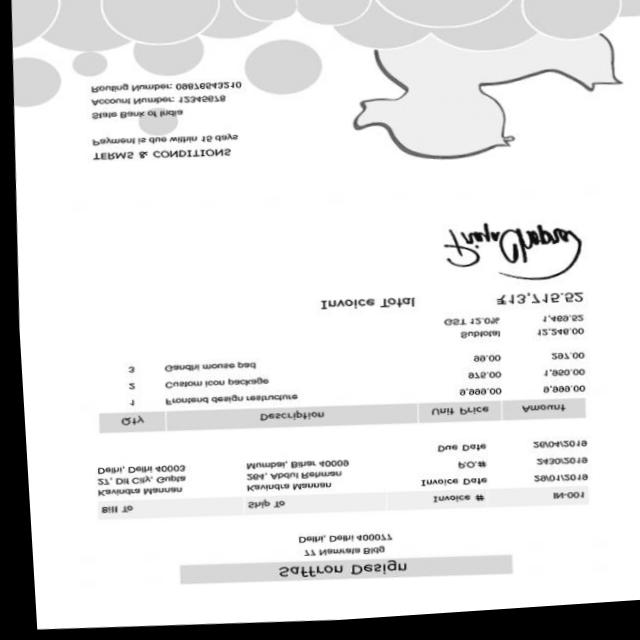 Saffron Design
77 Namrata Bldg
Delhi, Delhi 400077
Bill To Ship To Invoice # IN-001
Kavindra Mannan Kavindra Mannan Invoice Date 29/01/2019
27, Dlf City, Gupta 264, Abdul Rehman P.O.# 2430/2019
Delhi, Delhi 40003 Mumbai, Bihar 40009
Due Date 26/04/2019
Qty Description Unit Price Amount
1 Frontend design restructure 9,999.00 9,999.00
2 Custom icon package 975.00 1,950.00
3 Gandhi mouse pad 99.00 297.00
Subtotal 12,246.00
GST 12.0% 1,469.52
Invoice Total ₹13,715.52
Priya Chopra
TERMS & CONDITIONS
Payment is due within 15 days
State Bank of India
Account Number: 12345678
Routing Number: 09876543210